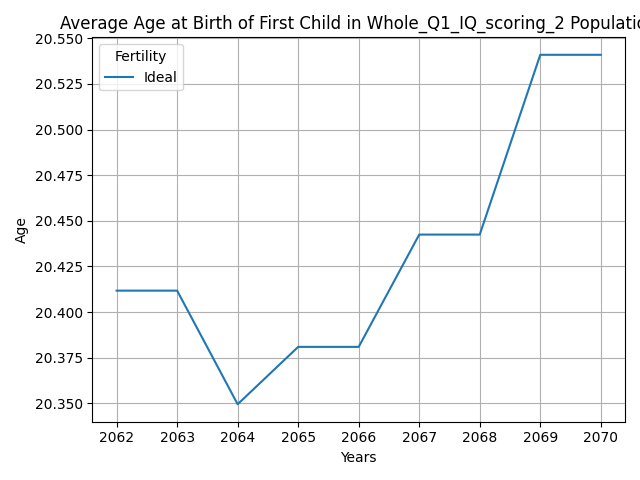 Average Age at Birth of First Child in Whole_Q1_IQ_scoring_2 Populatio
Fertility
Ideal
20.550
20.525
20.500
20.475
20.450
20.425
20.400
20.375
20.350
Age
2062 2063 2064 2065 2066 2067 2068 2069 2070
Years